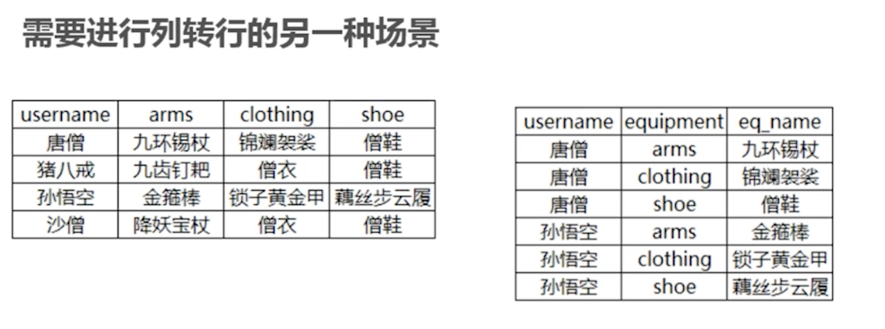 需要进行列转行的另一种场景
username arms clothing shoe
唐僧 九环锡杖 锦斓袈裟 僧鞋
猪八戒 九齿钉耙 僧衣 僧鞋
孙悟空 金箍棒 锁子黄金甲 藕丝步云履
沙僧 降妖宝杖 僧衣 僧鞋
username equipment eq_name
唐僧 arms 九环锡杖
唐僧 clothing 锦斓袈裟
唐僧 shoe 僧鞋
孙悟空 arms 金箍棒
孙悟空 clothing 锁子黄金甲
孙悟空 shoe 藕丝步云履